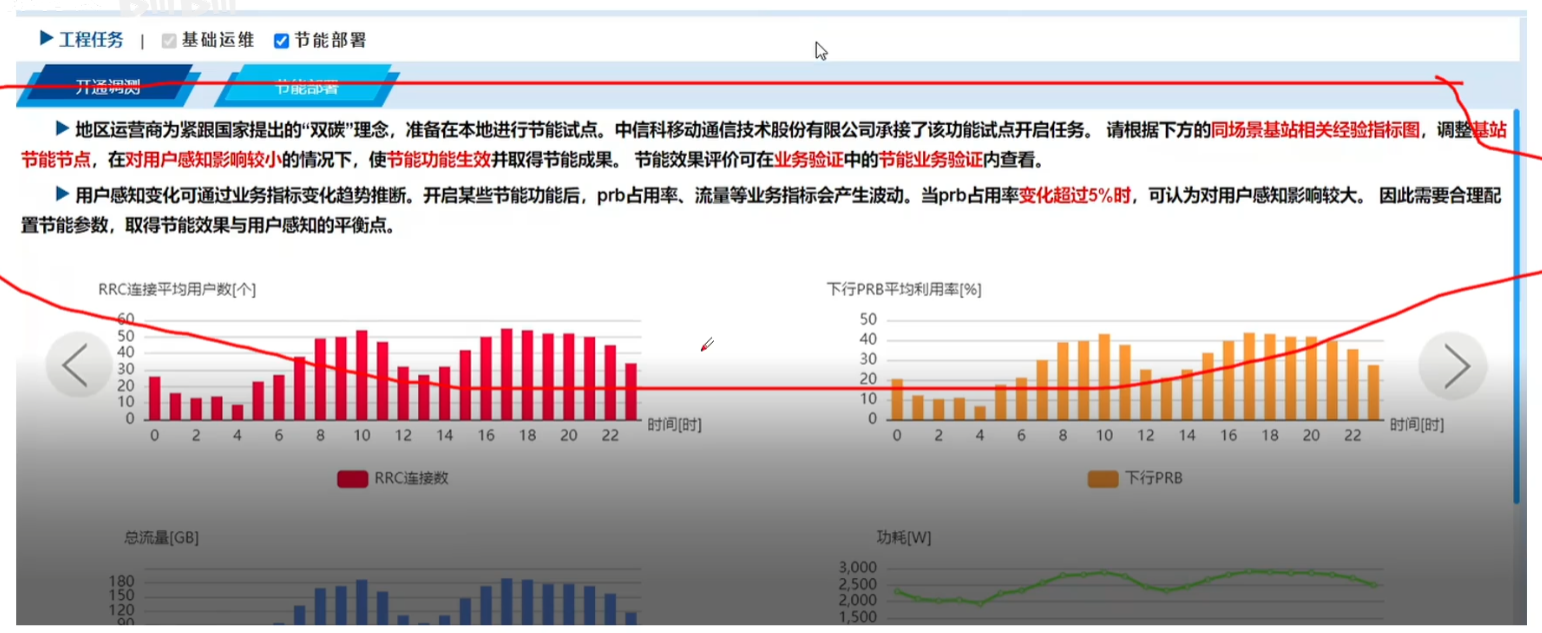 工程任务 | 基础运维 节能部署
开通调测 节能部署
地区运营商为紧跟国家提出的“双碳”理念，准备在本地进行节能试点。中信科移动通信技术股份有限公司承接了该功能试点开启任务。 请根据下方的同场景基站相关经验指标图，调整基站
节能节点，在对用户感知影响较小的情况下，使节能功能生效并取得节能成果。 节能效果评价可在业务验证中的节能业务验证内查看。
用户感知变化可通过业务指标变化趋势推断。开启某些节能功能后，prb占用率、流量等业务指标会产生波动。当prb占用率变化超过5%时，可认为对用户感知影响较大。 因此需要合理配
置节能参数，取得节能效果与用户感知的平衡点。
RRC连接平均用户数[个]
60
50
40
30
20
10
0
0 2 4 6 8 10 12 14 16 18 20 22
时间[时]
RRC连接数
下行PRB平均利用率[%]
50
40
30
20
10
0
0 2 4 6 8 10 12 14 16 18 20 22
时间[时]
下行PRB
总流量[GB]
180
150
120
90
功耗[W]
3,000
2,500
2,000
1,500